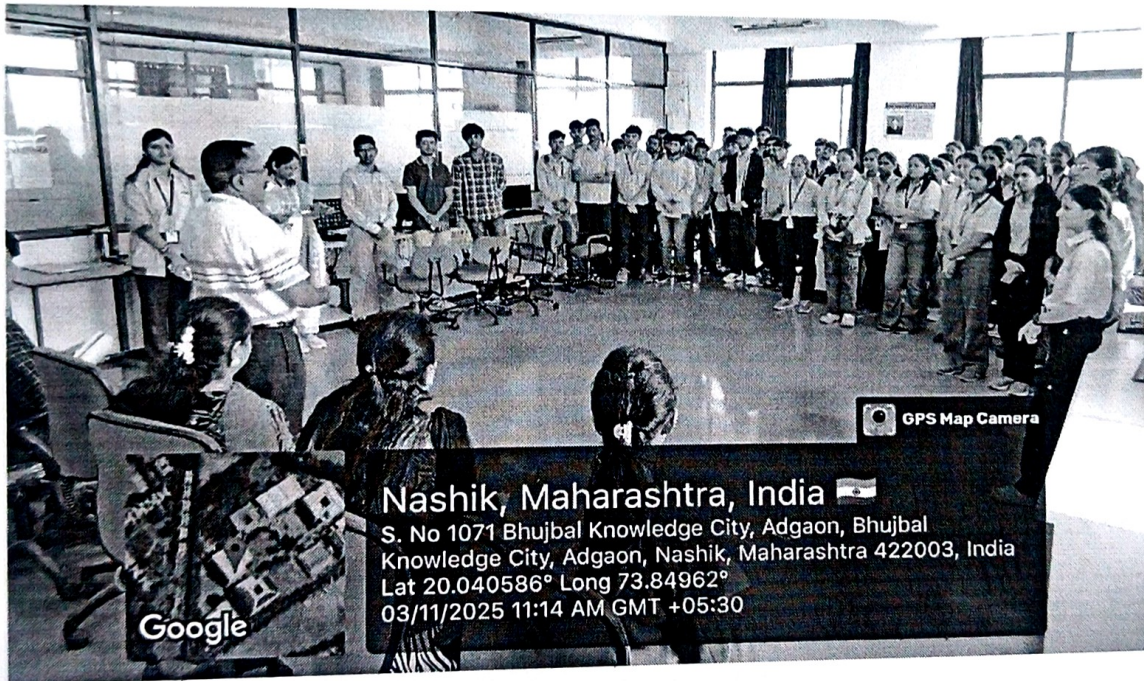 GPS Map Camera
Nashik, Maharashtra, India
S. No 1071 Bhujbal Knowledge City, Adgaon, Bhujbal
Knowledge City, Adgaon, Nashik, Maharashtra 422003, India
Lat 20.040586° Long 73.84962°
03/11/2025 11:14 AM GMT +05:30
Google